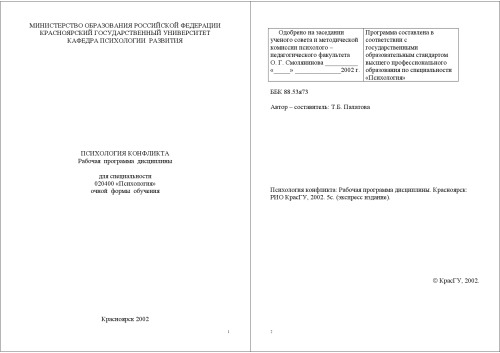 МИНИСТЕРСТВО ОБРАЗОВАНИЯ РОССИЙСКОЙ ФЕДЕРАЦИИ
КРАСНОЯРСКИЙ ГОСУДАРСТВЕННЫЙ УНИВЕРСИТЕТ
КАФЕДРА ПСИХОЛОГИИ РАЗВИТИЯ
ПСИХОЛОГИЯ КОНФЛИКТА
Рабочая программа дисциплины
для специальности
020400 «Психология»
очной формы обучения
Красноярск 2002
1
Одобрено на заседании
ученого совета и методической
комиссии психолого –
педагогического факультета
О. Г. Смолянинова __________
«_____» ______________2002 г.
Программа составлена в
соответствии с
государственными
образовательным стандартом
высшего профессионального
образования по специальности
«Психология»
ББК 88.53я73
Автор – составитель: Т.Б. Палатова
Психология конфликта: Рабочая программа дисциплины. Красноярск:
РИО КрасГУ, 2002. 5с. (экспресс издание).
© КрасГУ, 2002.
2